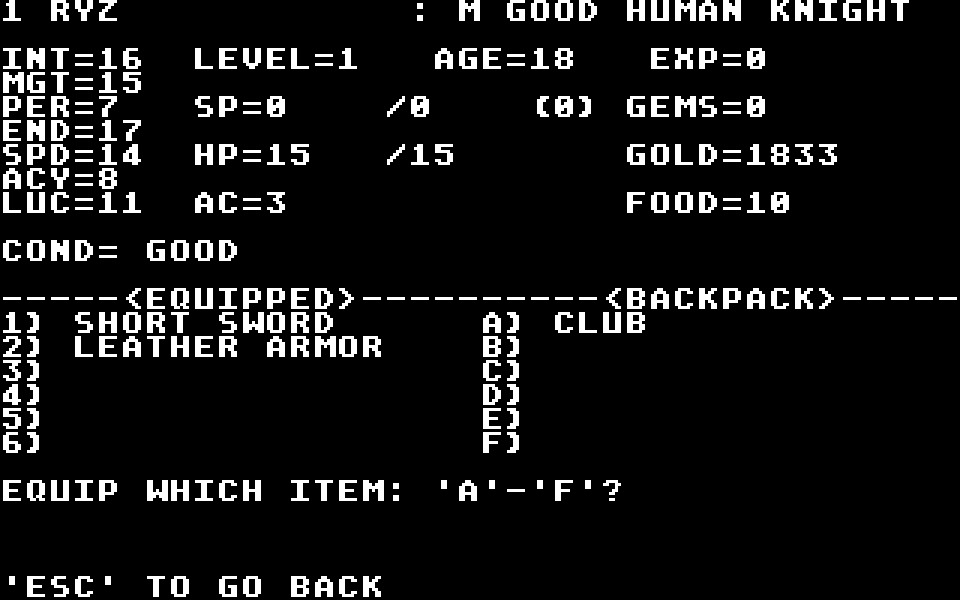 1 RYZ : M GOOD HUMAN KNIGHT
INT=16 LEVEL=1 AGE=18 EXP=0
MGT=15
PER=7 SP=0 /0 (0) GEMS=0
END=17
SPD=14 HP=15 /15 GOLD=1833
ACY=8
LUC=11 AC=3 FOOD=10
COND= GOOD
-----<EQUIPPED>----------<BACKPACK>-----
1) SHORT SWORD A) CLUB
2) LEATHER ARMOR B)
3) C)
4) D)
5) E)
6) F)
EQUIP WHICH ITEM: 'A'-'F'?
'ESC' TO GO BACK